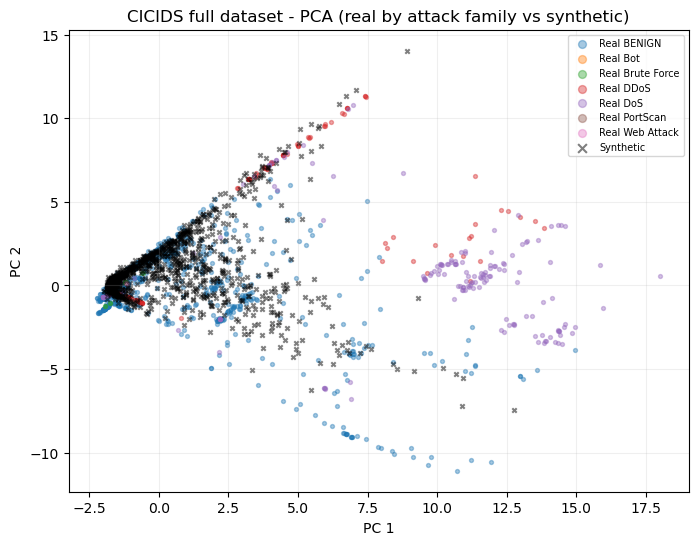 CICIDS full dataset - PCA (real by attack family vs synthetic)
Real BENIGN
Real Bot
Real Brute Force
Real DDoS
Real DoS
Real PortScan
Real Web Attack
Synthetic
PC 2
15
10
5
0
−5
−10
−2.5 0.0 2.5 5.0 7.5 10.0 12.5 15.0 17.5
PC 1